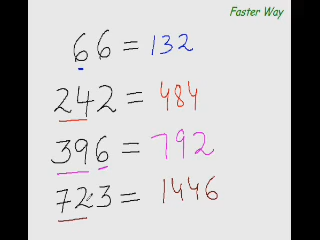 Faster Way
66 = 132
242 = 484
396 = 792
723 = 1446